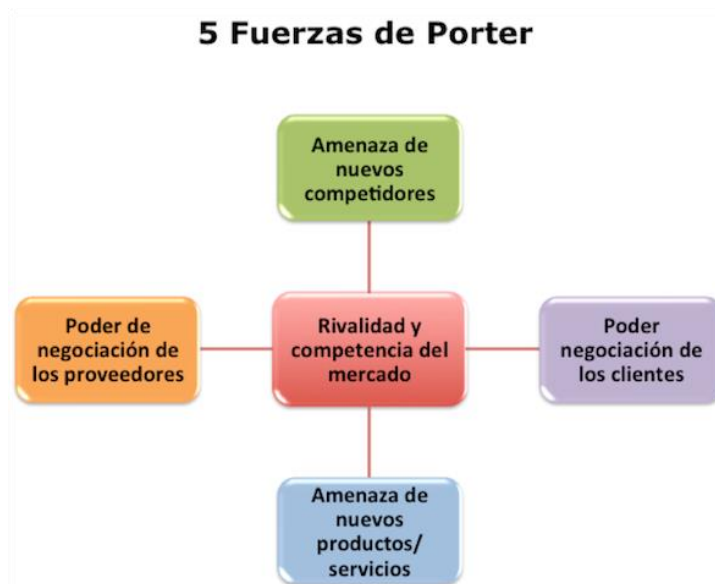 5 Fuerzas de Porter
Amenaza de
nuevos
competidores
Poder de
negociación de
los proveedores
Rivalidad y
competencia del
mercado
Poder
negociación de
los clientes
Amenaza de
nuevos
productos/
servicios